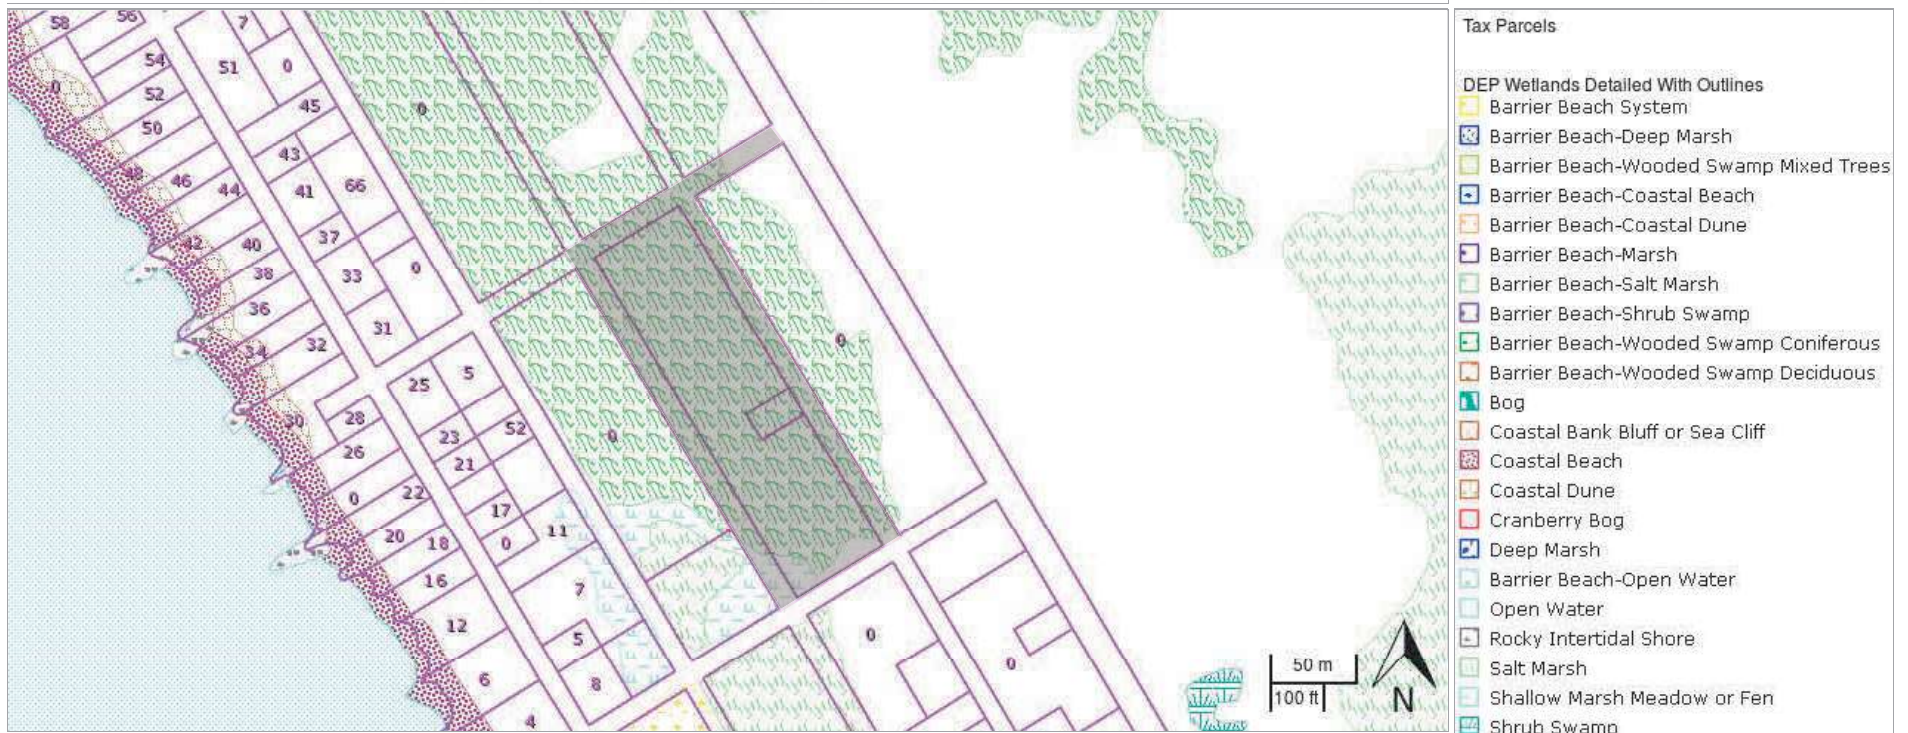 58
56
7
54
51
0
52
0
45
0
50
43
48
46
44
41
66
42
40
37
0
38
33
36
31
34
32
25
5
30
28
23
52
0
26
21
0
22
17
20
18
0
11
16
7
12
5
6
8
4
0
0
0
50 m
100 ft
N
Tax Parcels
DEP Wetlands Detailed With Outlines
Barrier Beach System
Barrier Beach-Deep Marsh
Barrier Beach-Wooded Swamp Mixed Trees
Barrier Beach-Coastal Beach
Barrier Beach-Coastal Dune
Barrier Beach-Marsh
Barrier Beach-Salt Marsh
Barrier Beach-Shrub Swamp
Barrier Beach-Wooded Swamp Coniferous
Barrier Beach-Wooded Swamp Deciduous
Bog
Coastal Bank Bluff or Sea Cliff
Coastal Beach
Coastal Dune
Cranberry Bog
Deep Marsh
Barrier Beach-Open Water
Open Water
Rocky Intertidal Shore
Salt Marsh
Shallow Marsh Meadow or Fen
Shrub Swamp